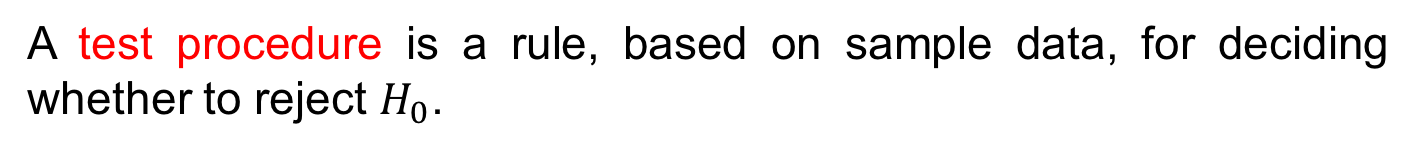 A test procedure is a rule, based on sample data, for deciding
whether to reject H₀.